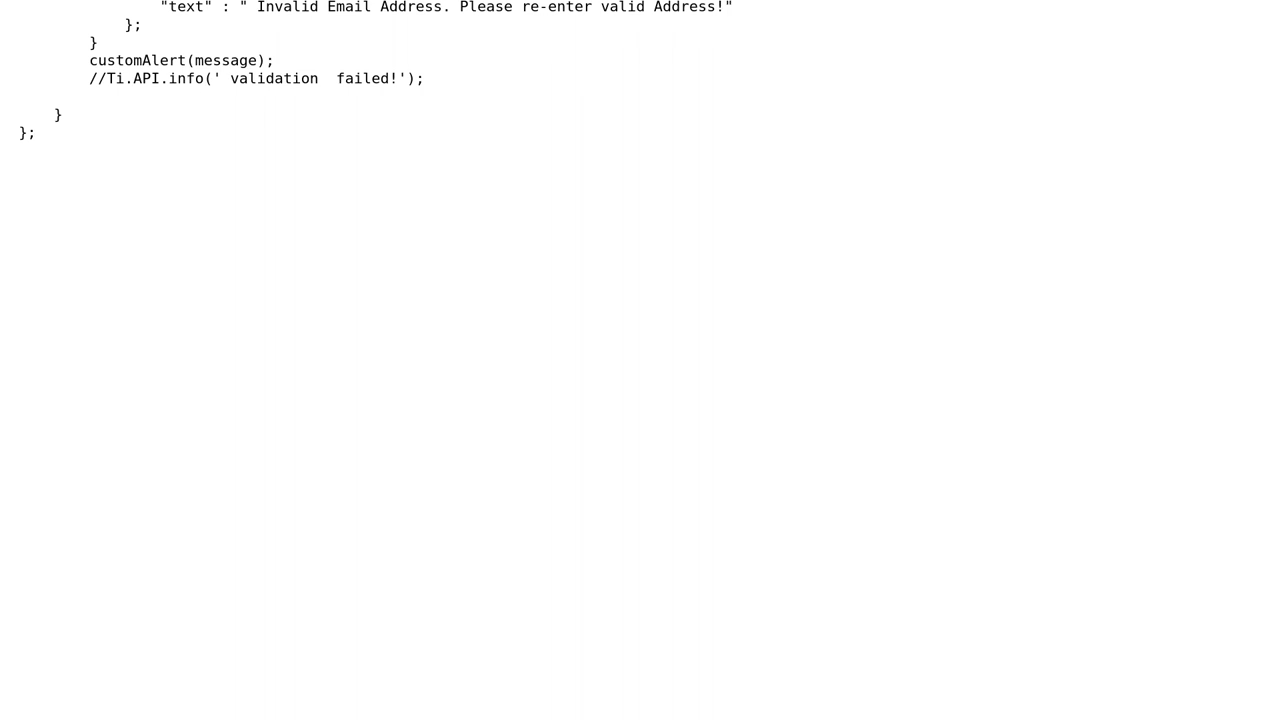 "text" : " Invalid Email Address. Please re-enter valid Address!"
            };
        }
        customAlert(message);
        //Ti.API.info(' validation  failed!');

    }
};